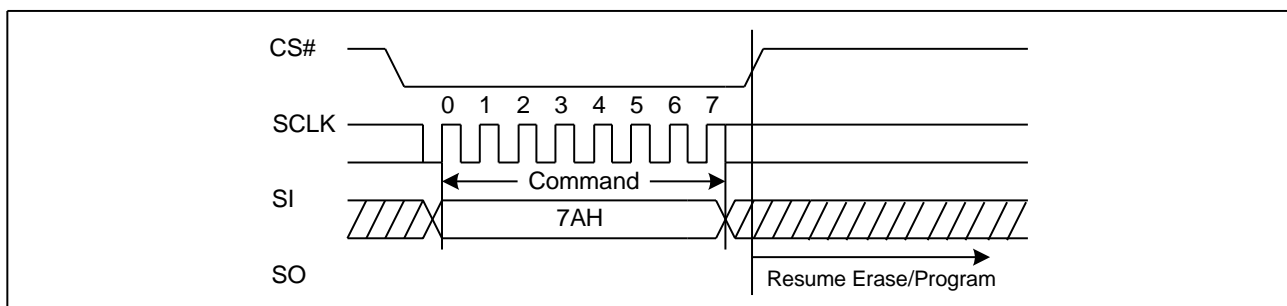 CS#
0 1 2 3 4 5 6 7
SCLK
Command
SI
7AH
SO
Resume Erase/Program